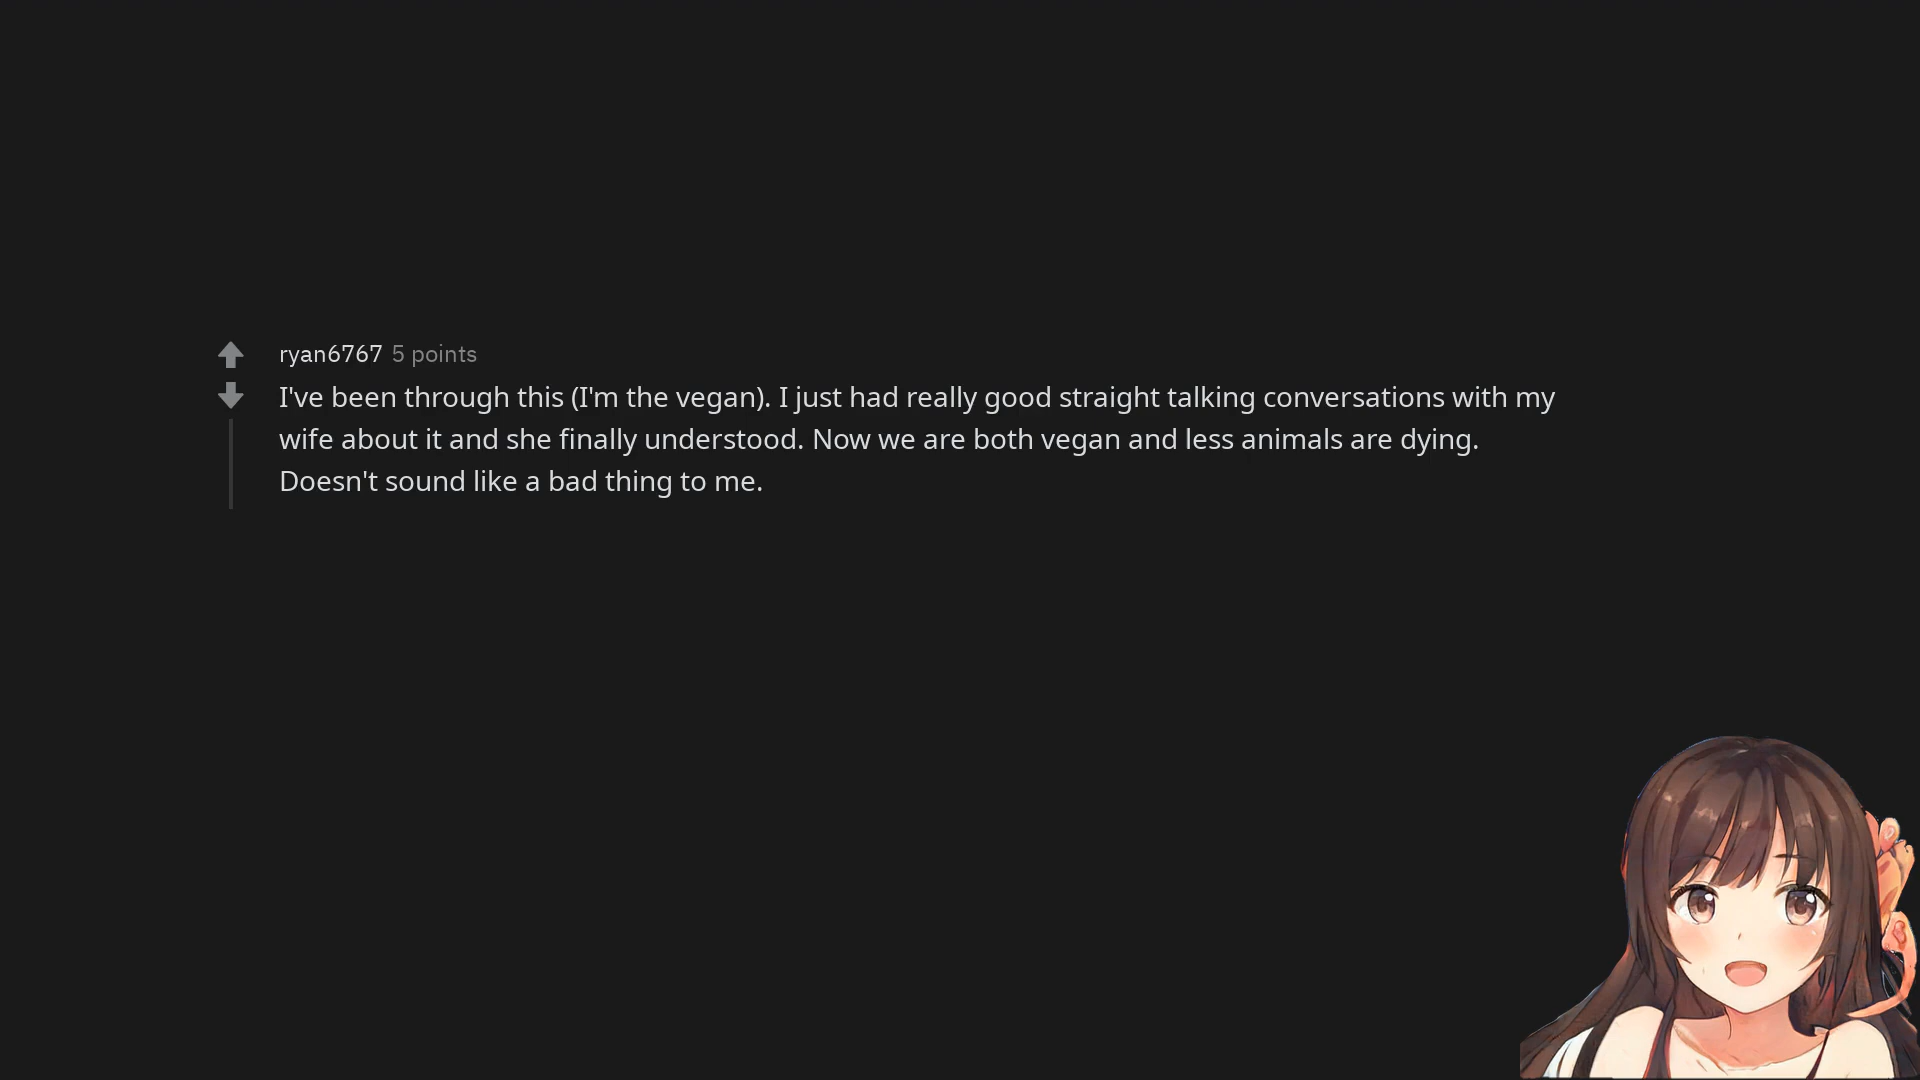 ryan6767 5 points
I've been through this (I'm the vegan). I just had really good straight talking conversations with my
wife about it and she finally understood. Now we are both vegan and less animals are dying.
Doesn't sound like a bad thing to me.